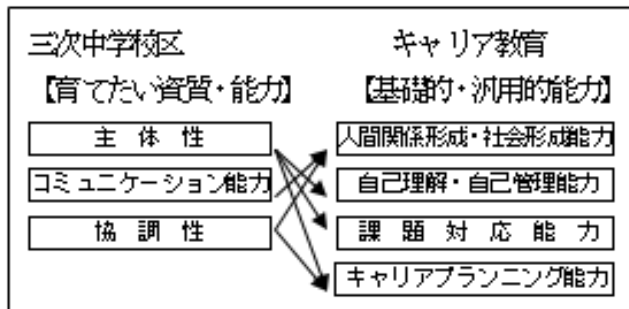 三次中学校区
【育てたい資質・能力】
主体性
コミュニケーション能力
協調性
キャリア教育
【基礎的・汎用的能力】
人間関係形成・社会形成能力
自己理解・自己管理能力
課題対応能力
キャリアプランニング能力